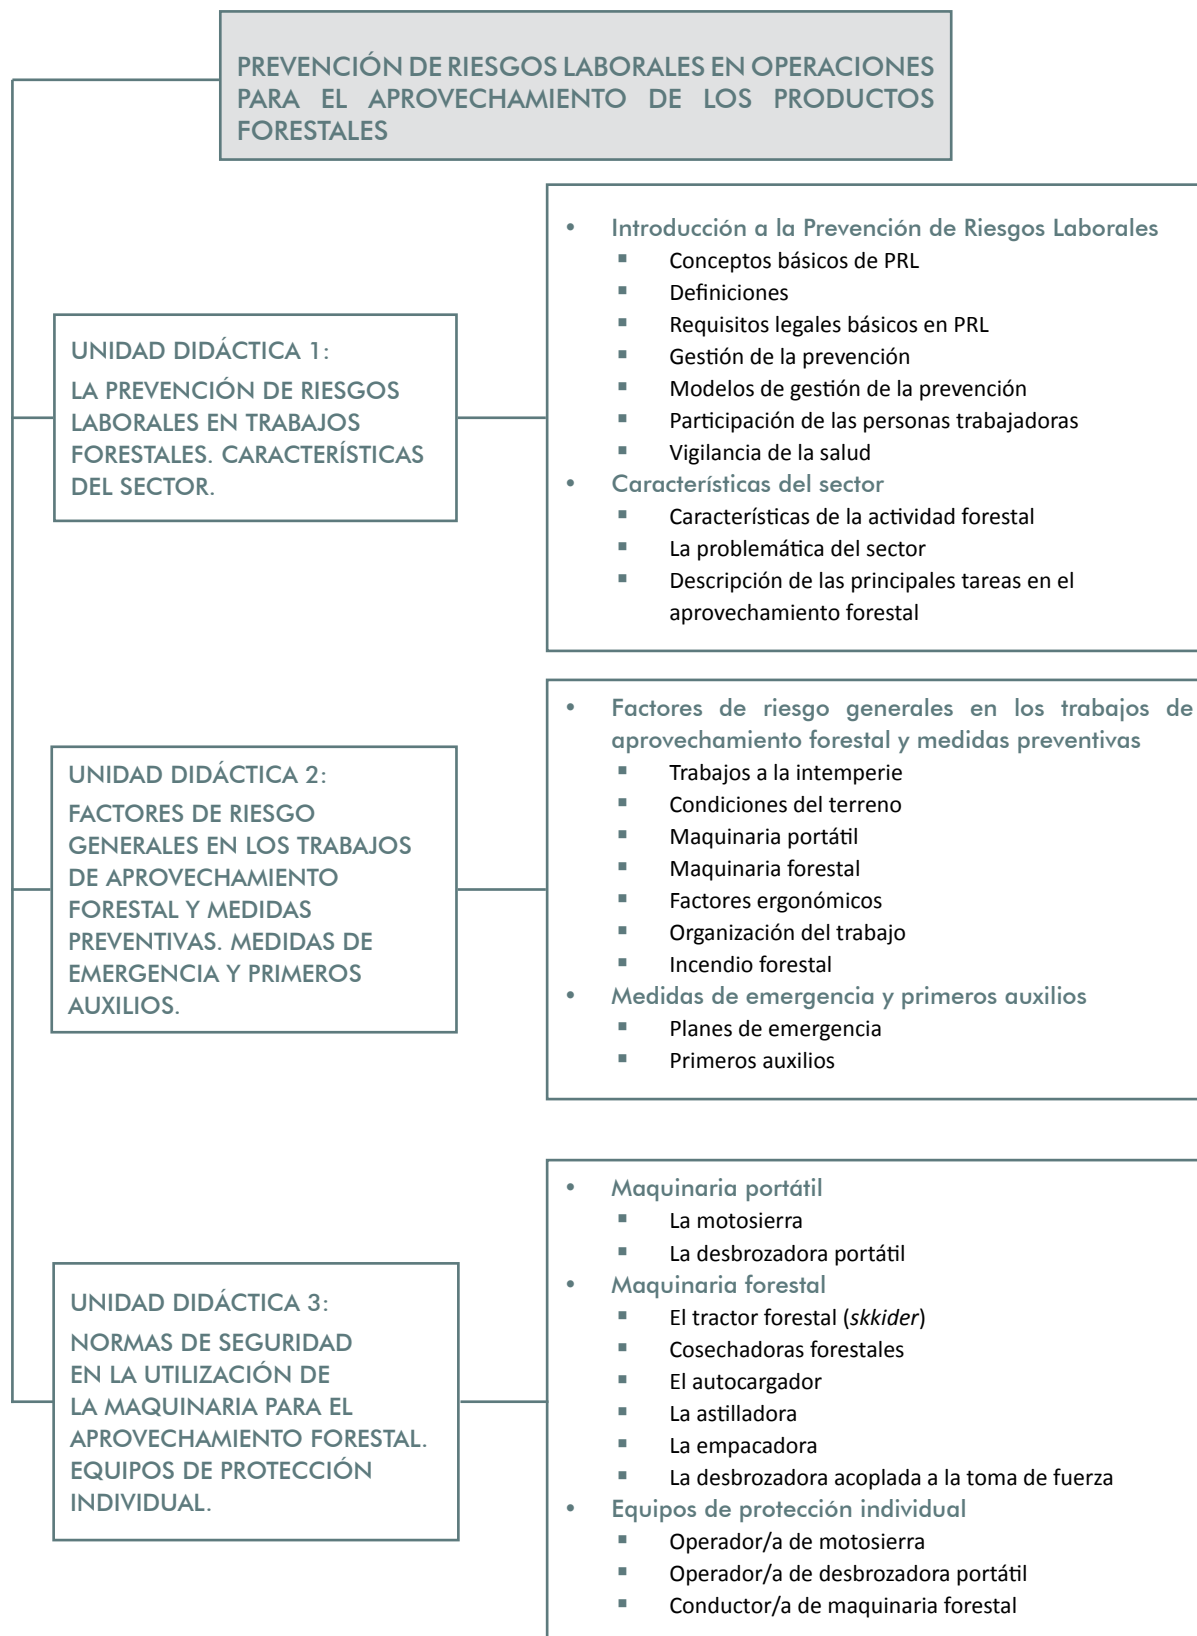 PREVENCIÓN DE RIESGOS LABORALES EN OPERACIONES
PARA EL APROVECHAMIENTO DE LOS PRODUCTOS
FORESTALES
UNIDAD DIDÁCTICA 1:
LA PREVENCIÓN DE RIESGOS
LABORALES EN TRABAJOS
FORESTALES. CARACTERÍSTICAS
DEL SECTOR.
• Introducción a la Prevención de Riesgos Laborales
▪ Conceptos básicos de PRL
▪ Definiciones
▪ Requisitos legales básicos en PRL
▪ Gestión de la prevención
▪ Modelos de gestión de la prevención
▪ Participación de las personas trabajadoras
▪ Vigilancia de la salud
• Características del sector
▪ Características de la actividad forestal
▪ La problemática del sector
▪ Descripción de las principales tareas en el
aprovechamiento forestal
UNIDAD DIDÁCTICA 2:
FACTORES DE RIESGO
GENERALES EN LOS TRABAJOS
DE APROVECHAMIENTO
FORESTAL Y MEDIDAS
PREVENTIVAS. MEDIDAS DE
EMERGENCIA Y PRIMEROS
AUXILIOS.
• Factores de riesgo generales en los trabajos de
aprovechamiento forestal y medidas preventivas
▪ Trabajos a la intemperie
▪ Condiciones del terreno
▪ Maquinaria portátil
▪ Maquinaria forestal
▪ Factores ergonómicos
▪ Organización del trabajo
▪ Incendio forestal
• Medidas de emergencia y primeros auxilios
▪ Planes de emergencia
▪ Primeros auxilios
UNIDAD DIDÁCTICA 3:
NORMAS DE SEGURIDAD
EN LA UTILIZACIÓN DE
LA MAQUINARIA PARA EL
APROVECHAMIENTO FORESTAL.
EQUIPOS DE PROTECCIÓN
INDIVIDUAL.
• Maquinaria portátil
▪ La motosierra
▪ La desbrozadora portátil
• Maquinaria forestal
▪ El tractor forestal (skkider)
▪ Cosechadoras forestales
▪ El autocargador
▪ La astilladora
▪ La empacadora
▪ La desbrozadora acoplada a la toma de fuerza
• Equipos de protección individual
▪ Operador/a de motosierra
▪ Operador/a de desbrozadora portátil
▪ Conductor/a de maquinaria forestal